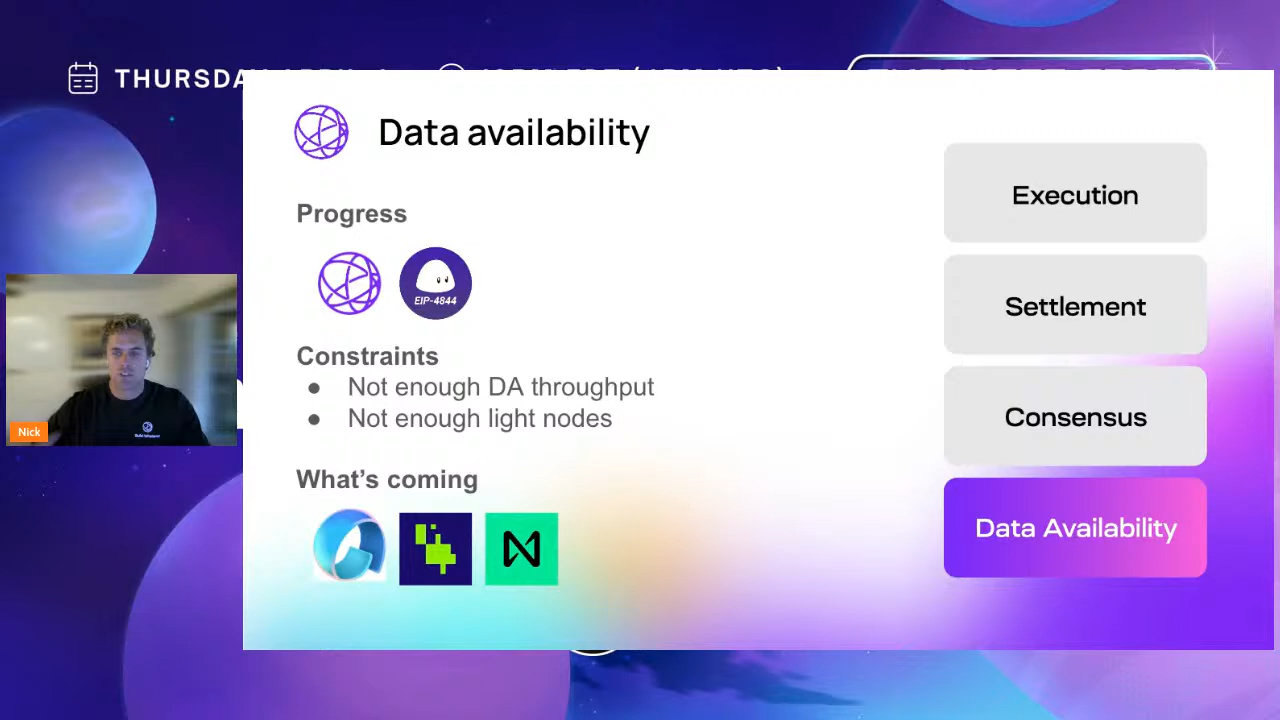 THURSDA
Data availability
Progress
EIP-4844
Constraints
● Not enough DA throughput
● Not enough light nodes
What’s coming
Execution
Settlement
Consensus
Data Availability
Nick